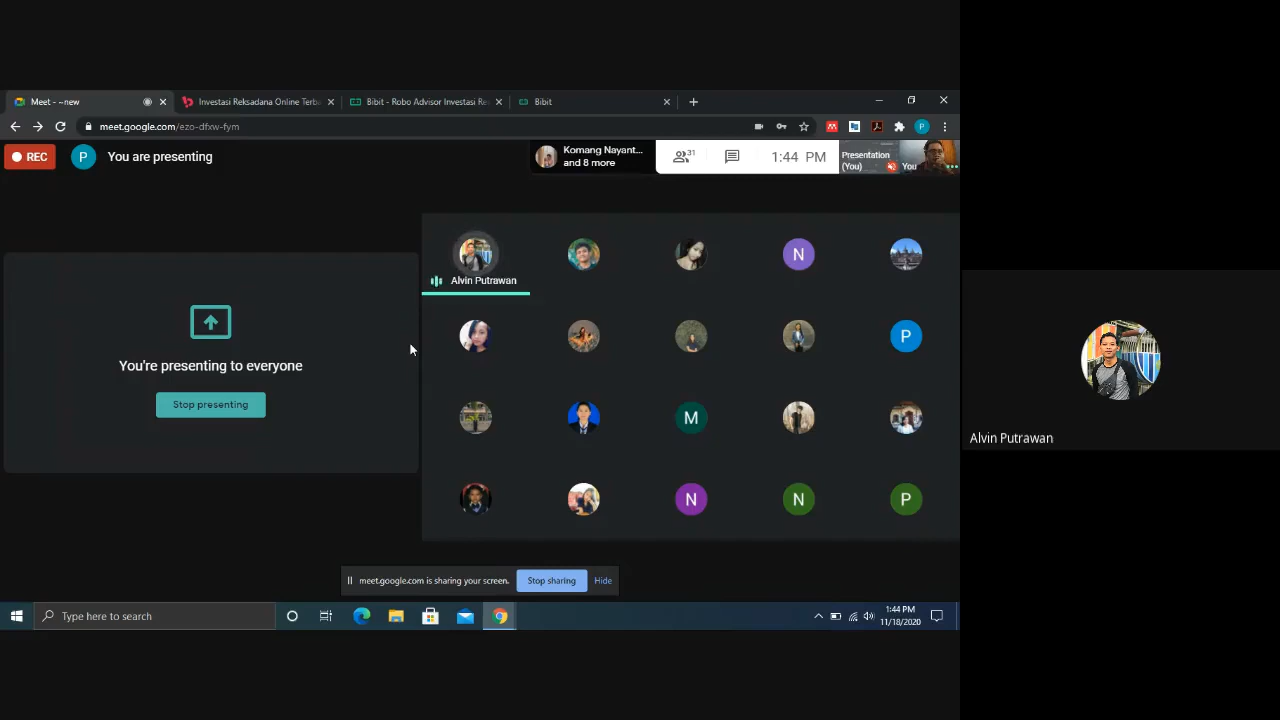 Meet - ~new
Investasi Reksadana Online Terb
Bibit - Robo Advisor Investasi Re
Bibit
meet.google.com/ezo-dfxw-fym
P
REC
P
You are presenting
Komang Nayant...
and 8 more
31
1:44 PM
Presentation
(You)
You
N
Alvin Putrawan
You're presenting to everyone
P
Stop presenting
M
N
N
P
Alvin Putrawan
meet.google.com is sharing your screen.
Stop sharing
Hide
Type here to search
1:44 PM
11/18/2020